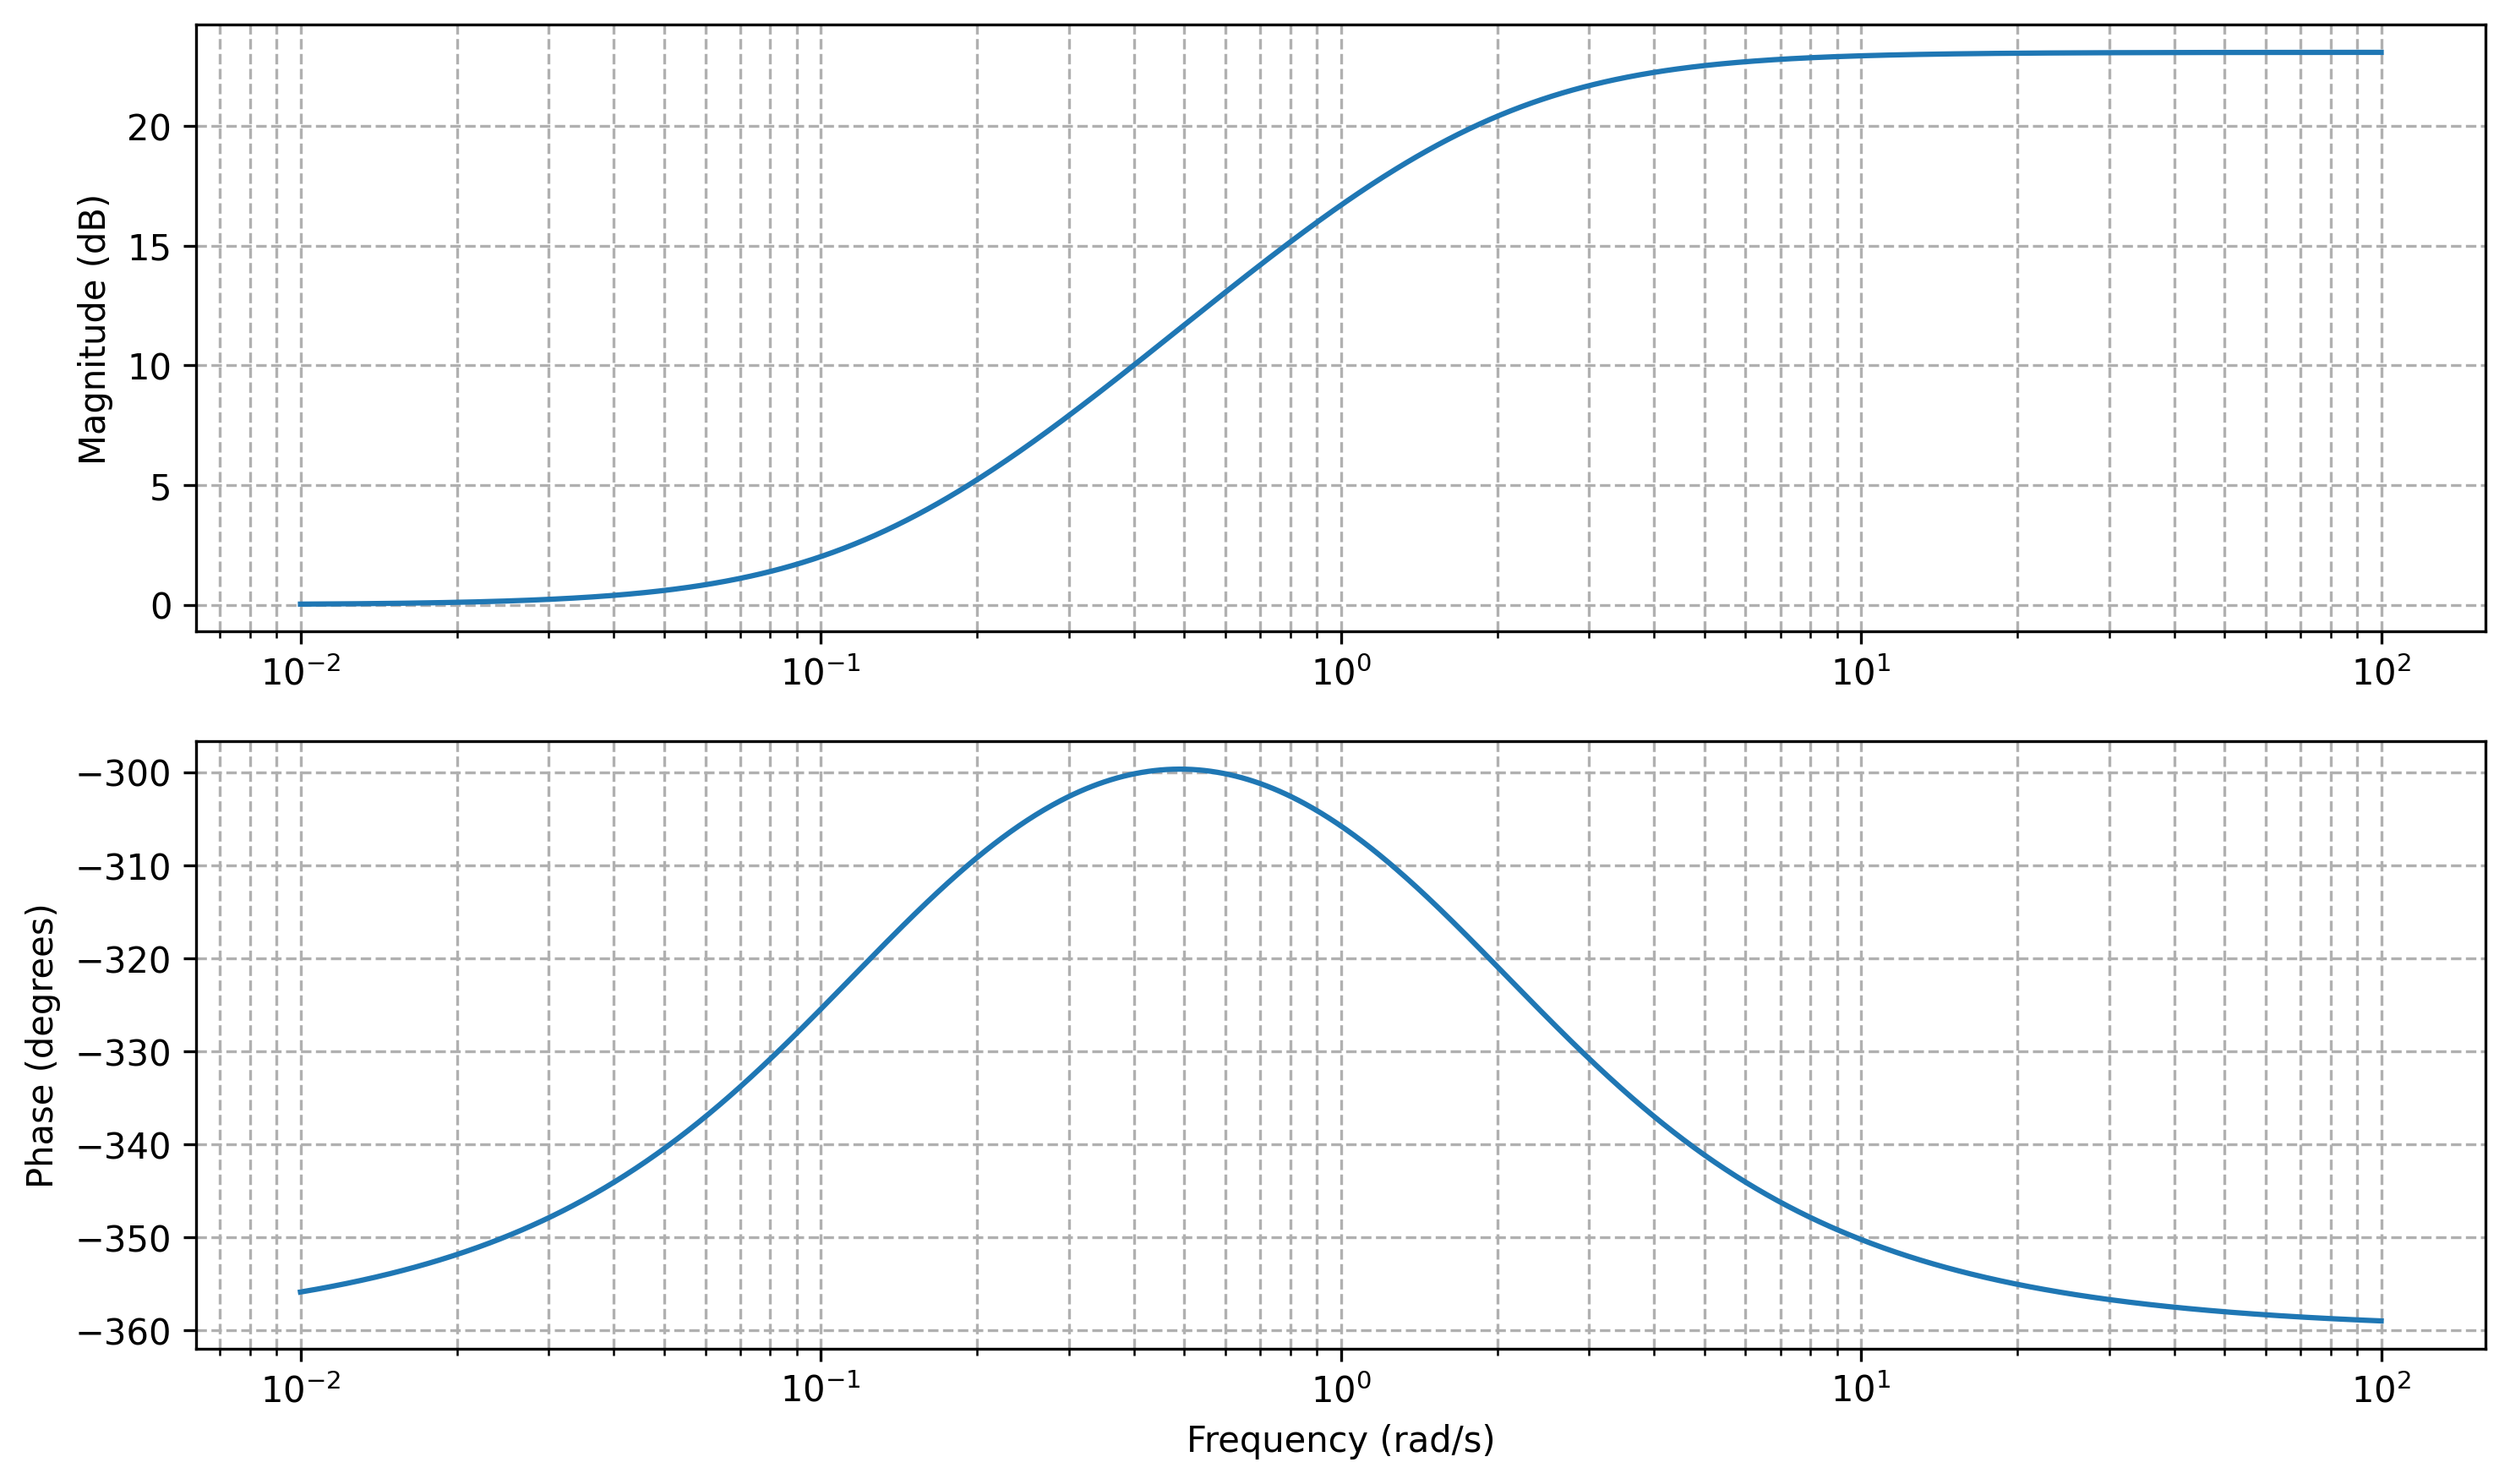 Magnitude (dB)
20
15
10
5
0
10⁻² 10⁻¹ 10⁰ 10¹ 10²
Phase (degrees)
−300
−310
−320
−330
−340
−350
−360
10⁻² 10⁻¹ 10⁰ 10¹ 10²
Frequency (rad/s)